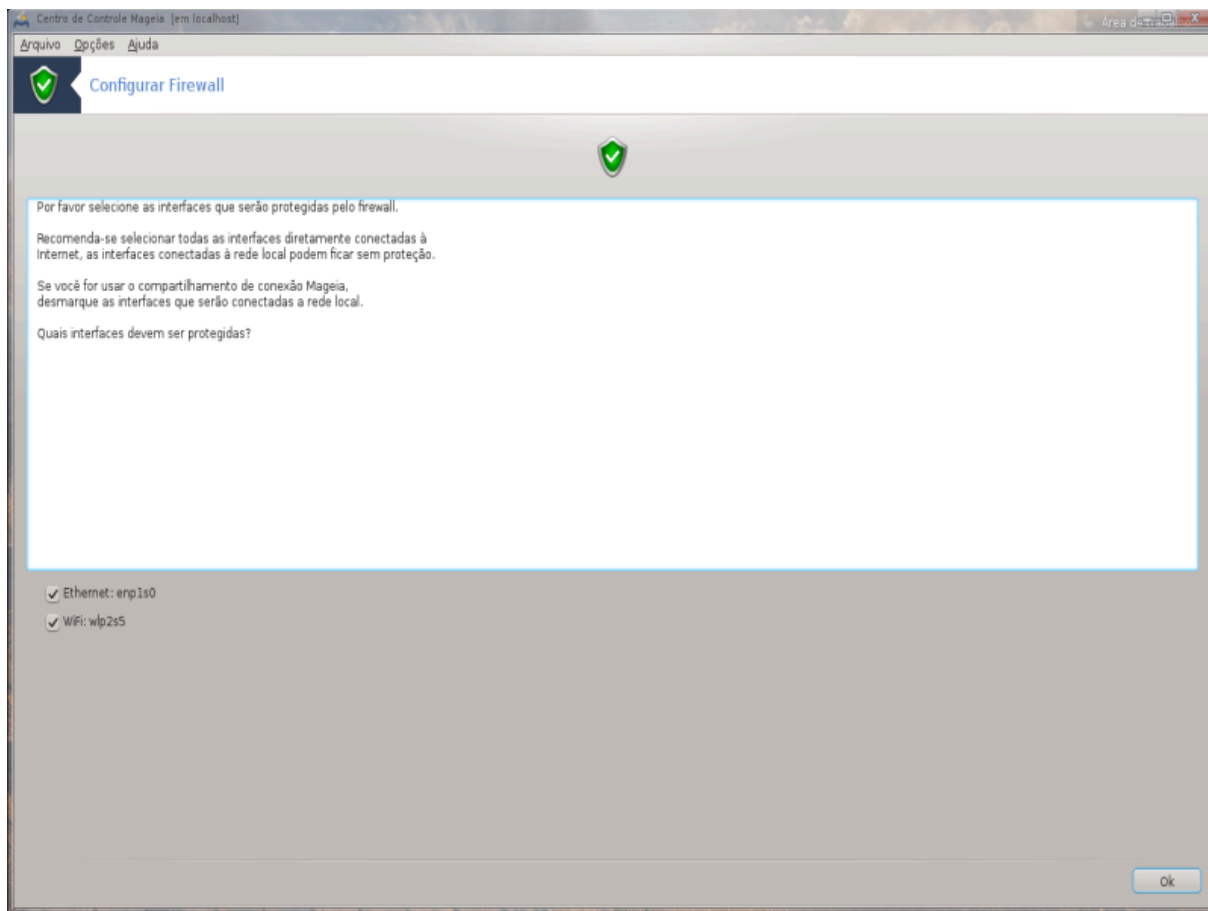 Centro de Controle Mageia [em localhost]
Arquivo Opções Ajuda
Configurar Firewall
Por favor selecione as interfaces que serão protegidas pelo firewall.
Recomenda-se selecionar todas as interfaces diretamente conectadas à
Internet, as interfaces conectadas à rede local podem ficar sem proteção.
Se você for usar o compartilhamento de conexão Mageia,
desmarque as interfaces que serão conectadas a rede local.
Quais interfaces devem ser protegidas?
Ethernet: enp1s0
WiFi: wlp2s5
Ok